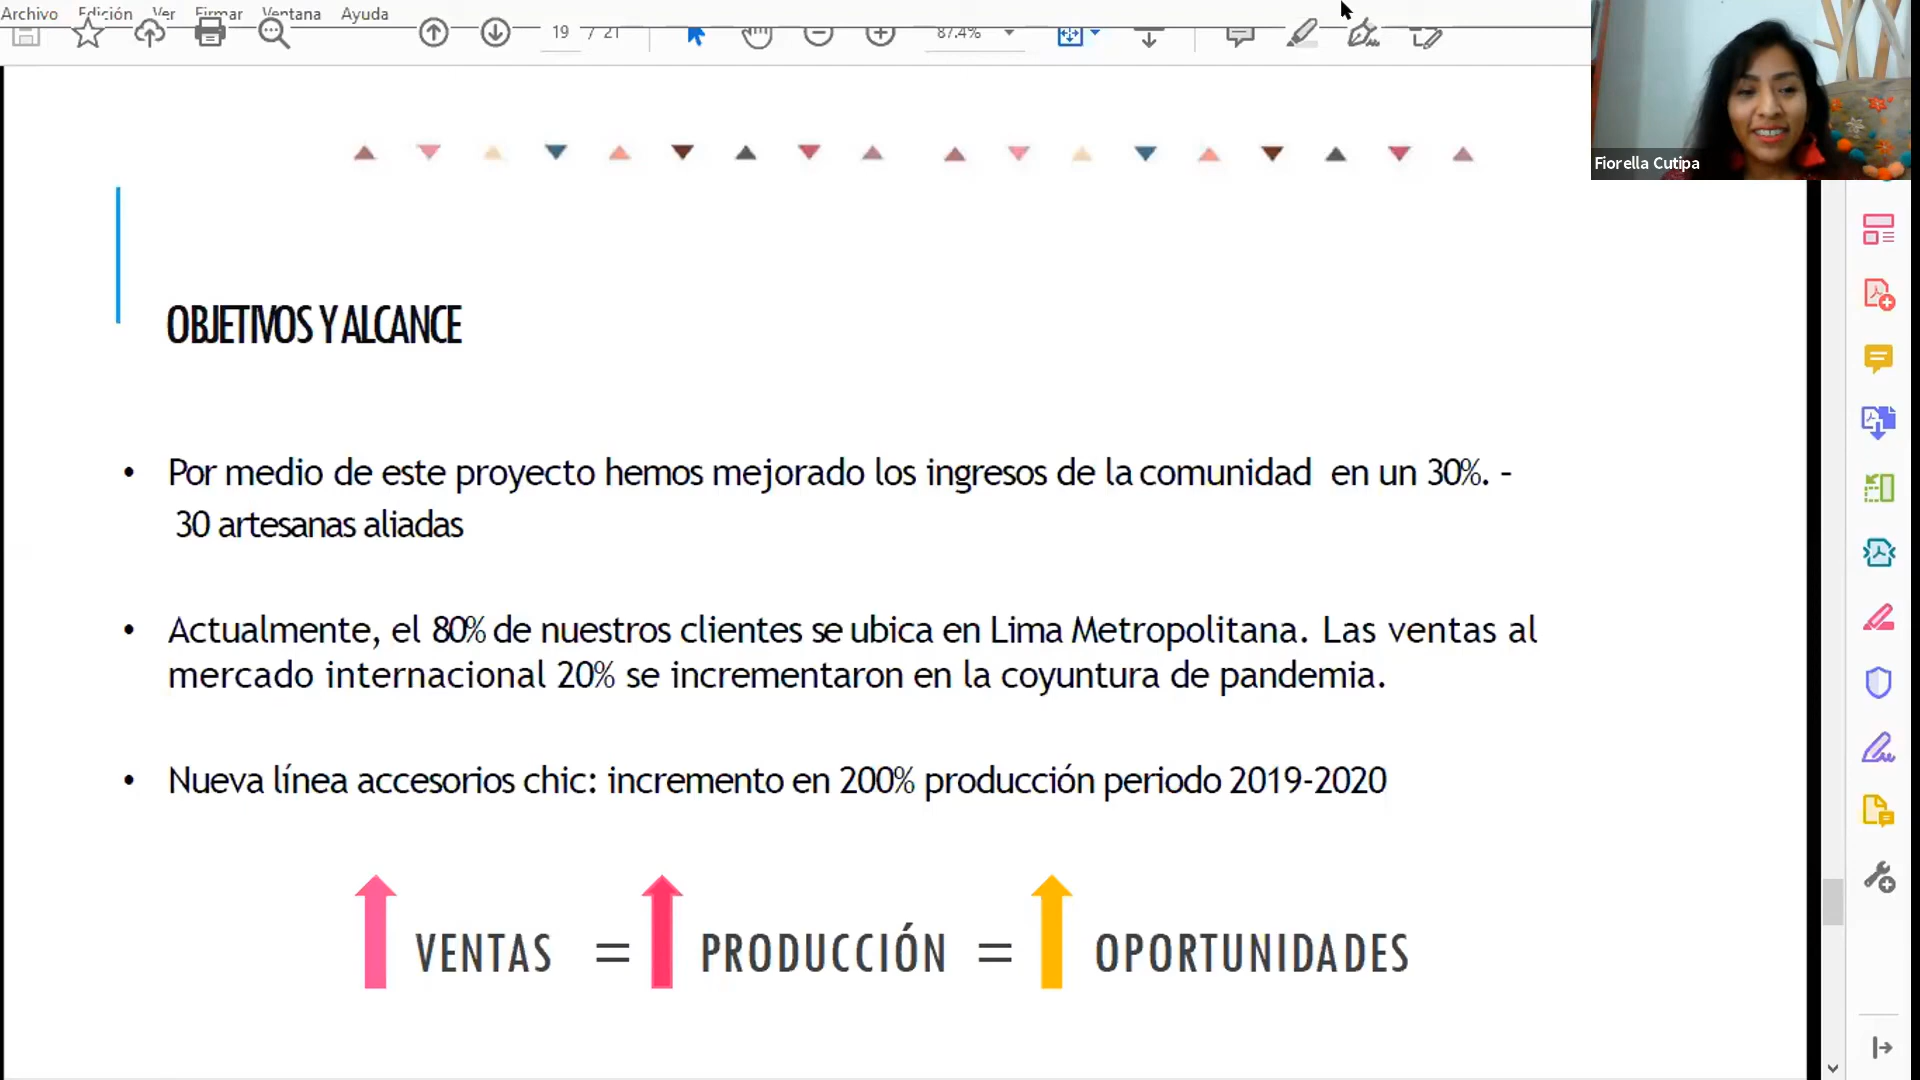 Archivo Edición Ver Firmar Ventana Ayuda
19 / 21 87.4%
Fiorella Cutipa
OBJETIVOS Y ALCANCE
• Por medio de este proyecto hemos mejorado los ingresos de la comunidad en un 30%. -
30 artesanas aliadas
• Actualmente, el 80% de nuestros clientes se ubica en Lima Metropolitana. Las ventas al
mercado internacional 20% se incrementaron en la coyuntura de pandemia.
• Nueva línea accesorios chic: incremento en 200% producción periodo 2019-2020
VENTAS = PRODUCCIÓN = OPORTUNIDADES